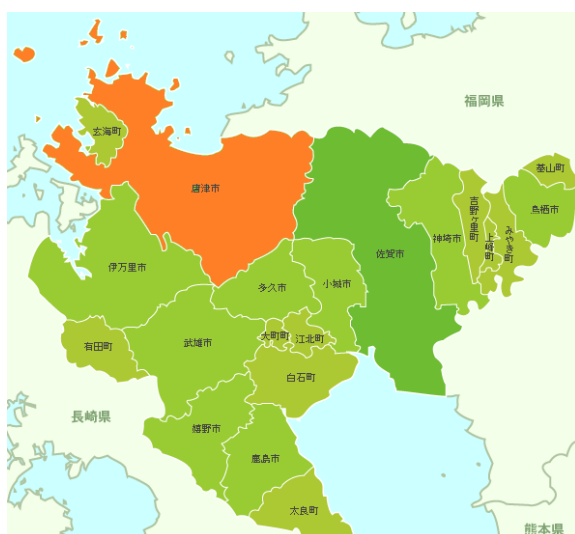 福岡県
玄海町
基山町
唐津市
吉野ヶ里町
鳥栖市
みやき町
上峰町
神埼市
佐賀市
伊万里市
小城市
多久市
大町町
江北町
武雄市
有田町
白石町
長崎県
嬉野市
鹿島市
太良町
熊本県